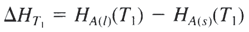 ΔH_{T_1} = H_{A(l)}(T_1) − H_{A(s)}(T_1)